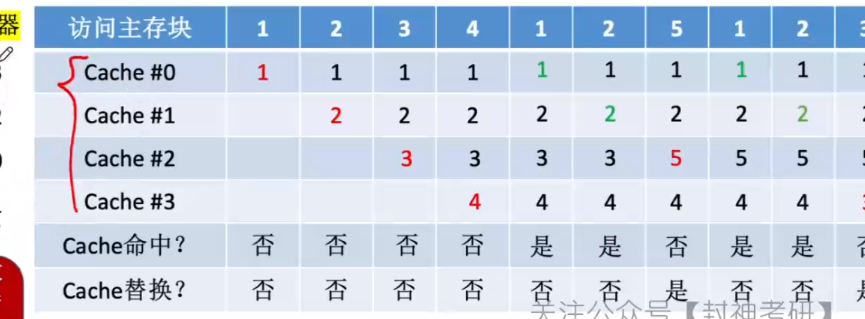 器
访问主存块 1 2 3 4 1 2 5 1 2 3
Cache #0 1 1 1 1 1 1 1 1 1
Cache #1 2 2 2 2 2 2 2 2
Cache #2 3 3 3 3 5 5 5
Cache #3 4 4 4 4 4 4
Cache命中? 否 否 否 否 是 是 否 是 是
Cache替换? 否 否 否 否 否 否 是 否 否
关注公众号【封神考研】